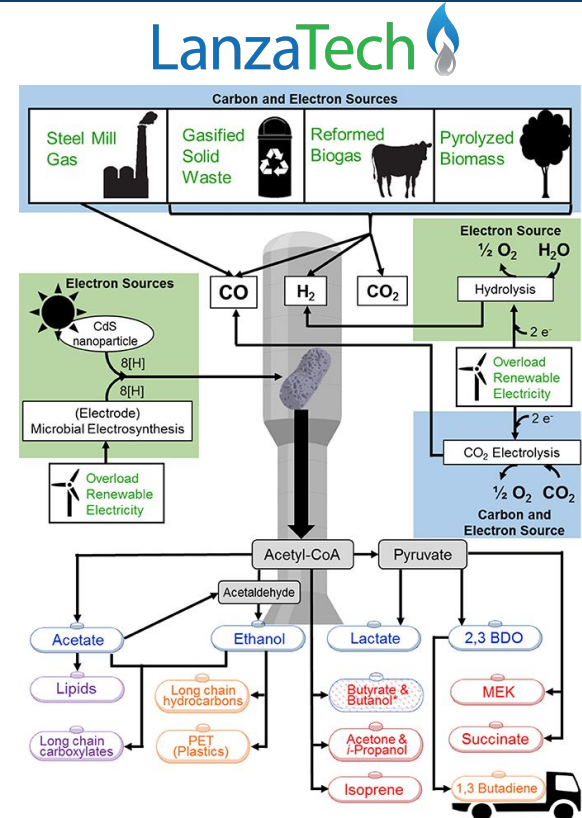 LanzaTech
Carbon and Electron Sources
Steel Mill
Gas
Gasified
Solid
Waste
Reformed
Biogas
Pyrolyzed
Biomass
Electron Source
½ O₂ H₂O
Hydrolysis
2 e⁻
Electron Sources
CdS
nanoparticle
8[H]
8[H]
(Electrode)
Microbial Electrosynthesis
Overload
Renewable
Electricity
CO
H₂
CO₂
Overload
Renewable
Electricity
2 e⁻
CO₂ Electrolysis
½ O₂ CO₂
Carbon and
Electron Source
Acetyl-CoA
Pyruvate
Acetaldehyde
Acetate
Ethanol
Lactate
2,3 BDO
Lipids
Long chain
hydrocarbons
Butyrate &
Butanol*
MEK
Long chain
carboxylates
PET
(Plastics)
Acetone &
i-Propanol
Succinate
Isoprene
1,3 Butadiene